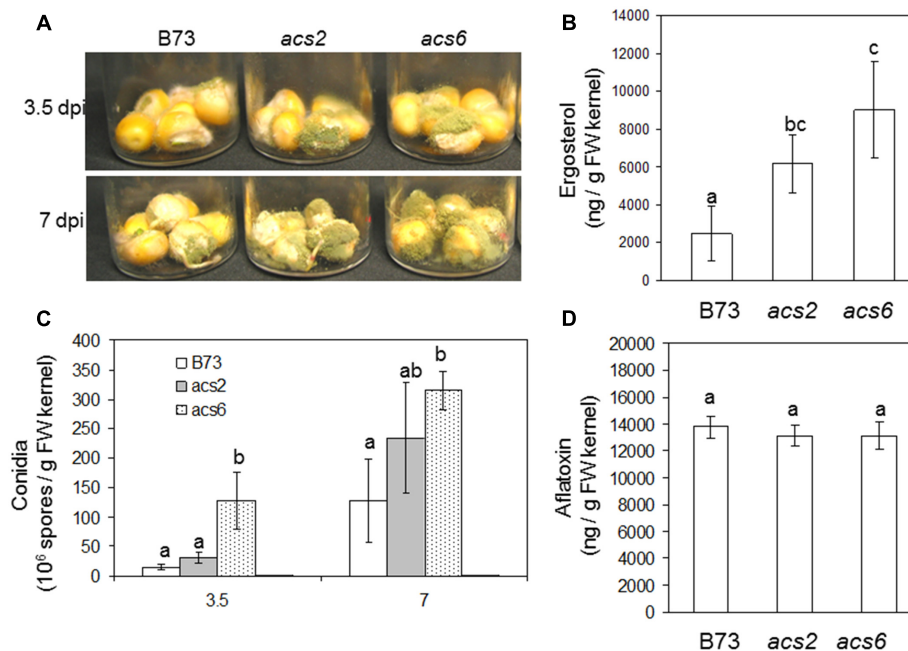 A
B73 acs2 acs6
3.5 dpi
7 dpi
B
Ergosterol
(ng / g FW kernel)
14000
12000
10000
8000
6000
4000
2000
0
a
bc
c
B73 acs2 acs6
C
Conidia
(10⁶ spores / g FW kernel)
400
350
300
250
200
150
100
50
0
B73
acs2
acs6
a a b
a ab b
3.5 7
D
Aflatoxin
(ng / g FW kernel)
20000
18000
16000
14000
12000
10000
8000
6000
4000
2000
0
a a a
B73 acs2 acs6